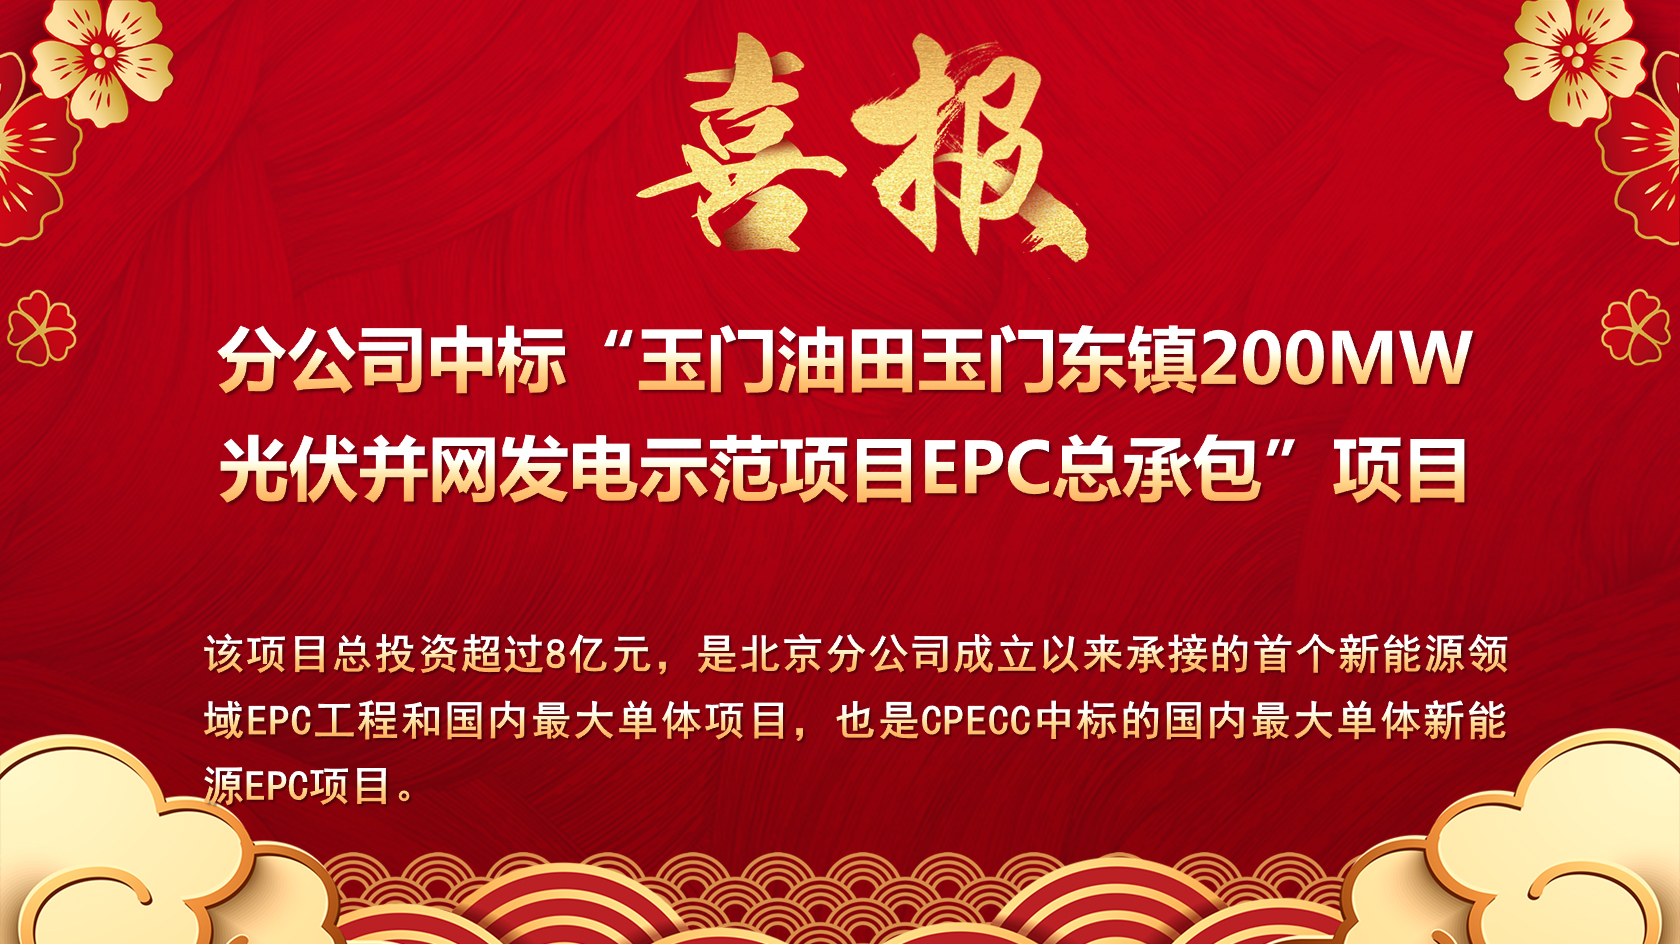 喜报
分公司中标“玉门油田玉门东镇200MW
光伏并网发电示范项目EPC总承包”项目
该项目总投资超过8亿元，是北京分公司成立以来承接的首个新能源领
域EPC工程和国内最大单体项目，也是CPECC中标的国内最大单体新能
源EPC项目。